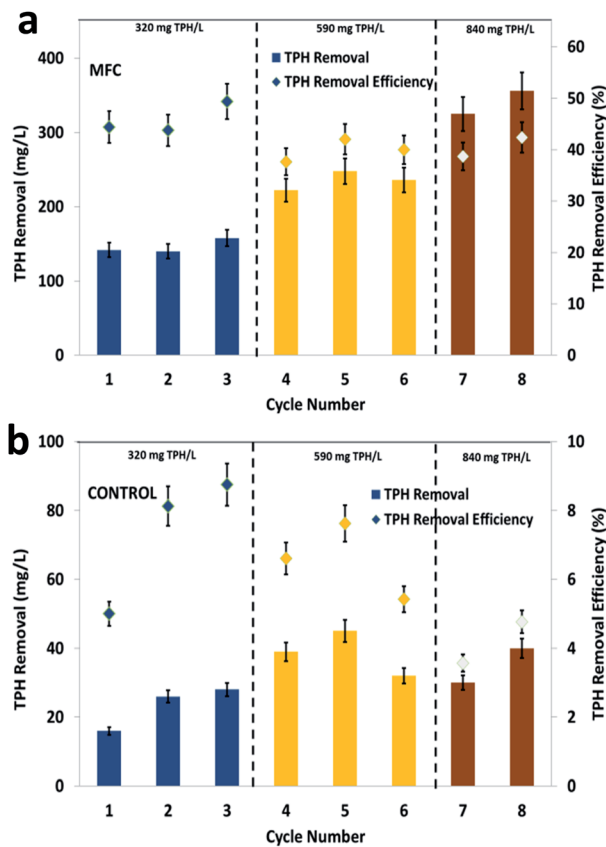 a
320 mg TPH/L
590 mg TPH/L
840 mg TPH/L
MFC
TPH Removal
TPH Removal Efficiency
TPH Removal (mg/L)
400
300
200
100
0
TPH Removal Efficiency (%)
60
50
40
30
20
10
0
1 2 3 4 5 6 7 8
Cycle Number
b
320 mg TPH/L
590 mg TPH/L
840 mg TPH/L
CONTROL
TPH Removal
TPH Removal Efficiency
TPH Removal (mg/L)
100
80
60
40
20
0
TPH Removal Efficiency (%)
10
8
6
4
2
0
1 2 3 4 5 6 7 8
Cycle Number